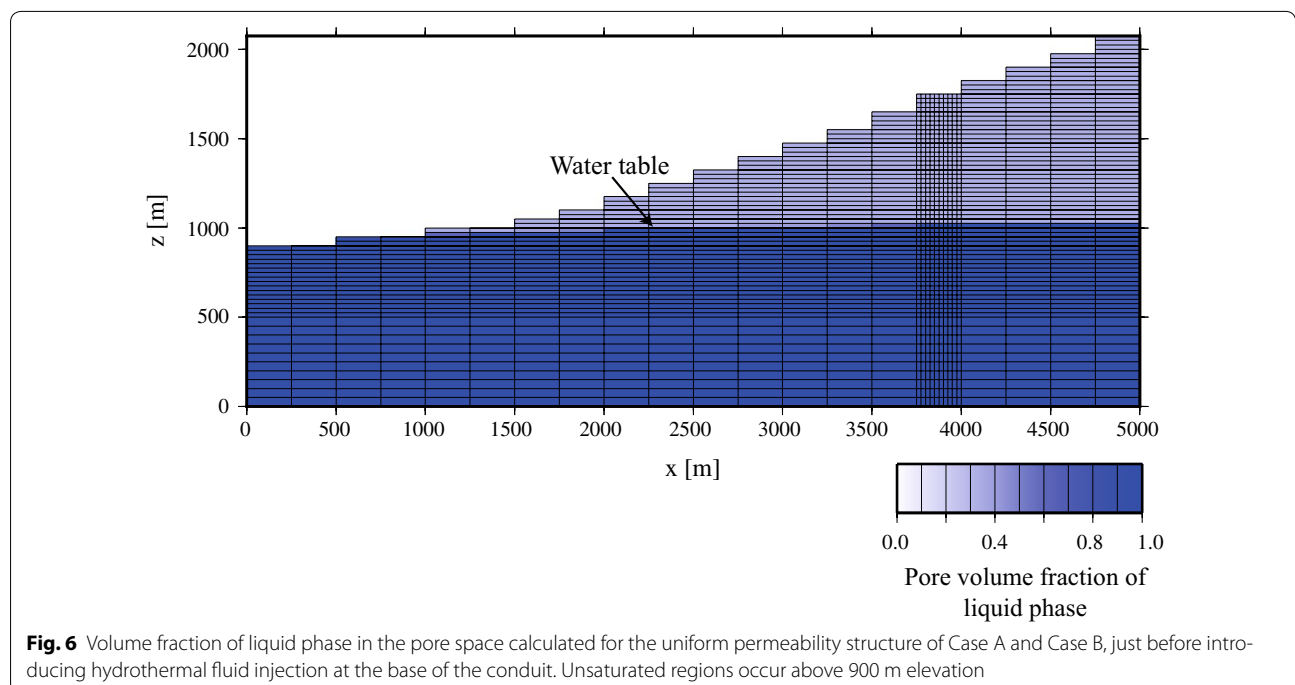 2000
1500
1000
500
0
z [m]
Water table
0 500 1000 1500 2000 2500 3000 3500 4000 4500 5000
x [m]
0.0 0.4 0.8 1.0
Pore volume fraction of
liquid phase
Fig. 6 Volume fraction of liquid phase in the pore space calculated for the uniform permeability structure of Case A and Case B, just before intro-
ducing hydrothermal fluid injection at the base of the conduit. Unsaturated regions occur above 900 m elevation